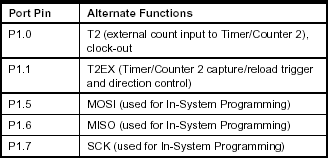 Port Pin Alternate Functions
P1.0 T2 (external count input to Timer/Counter 2),
clock-out
P1.1 T2EX (Timer/Counter 2 capture/reload trigger
and direction control)
P1.5 MOSI (used for In-System Programming)
P1.6 MISO (used for In-System Programming)
P1.7 SCK (used for In-System Programming)